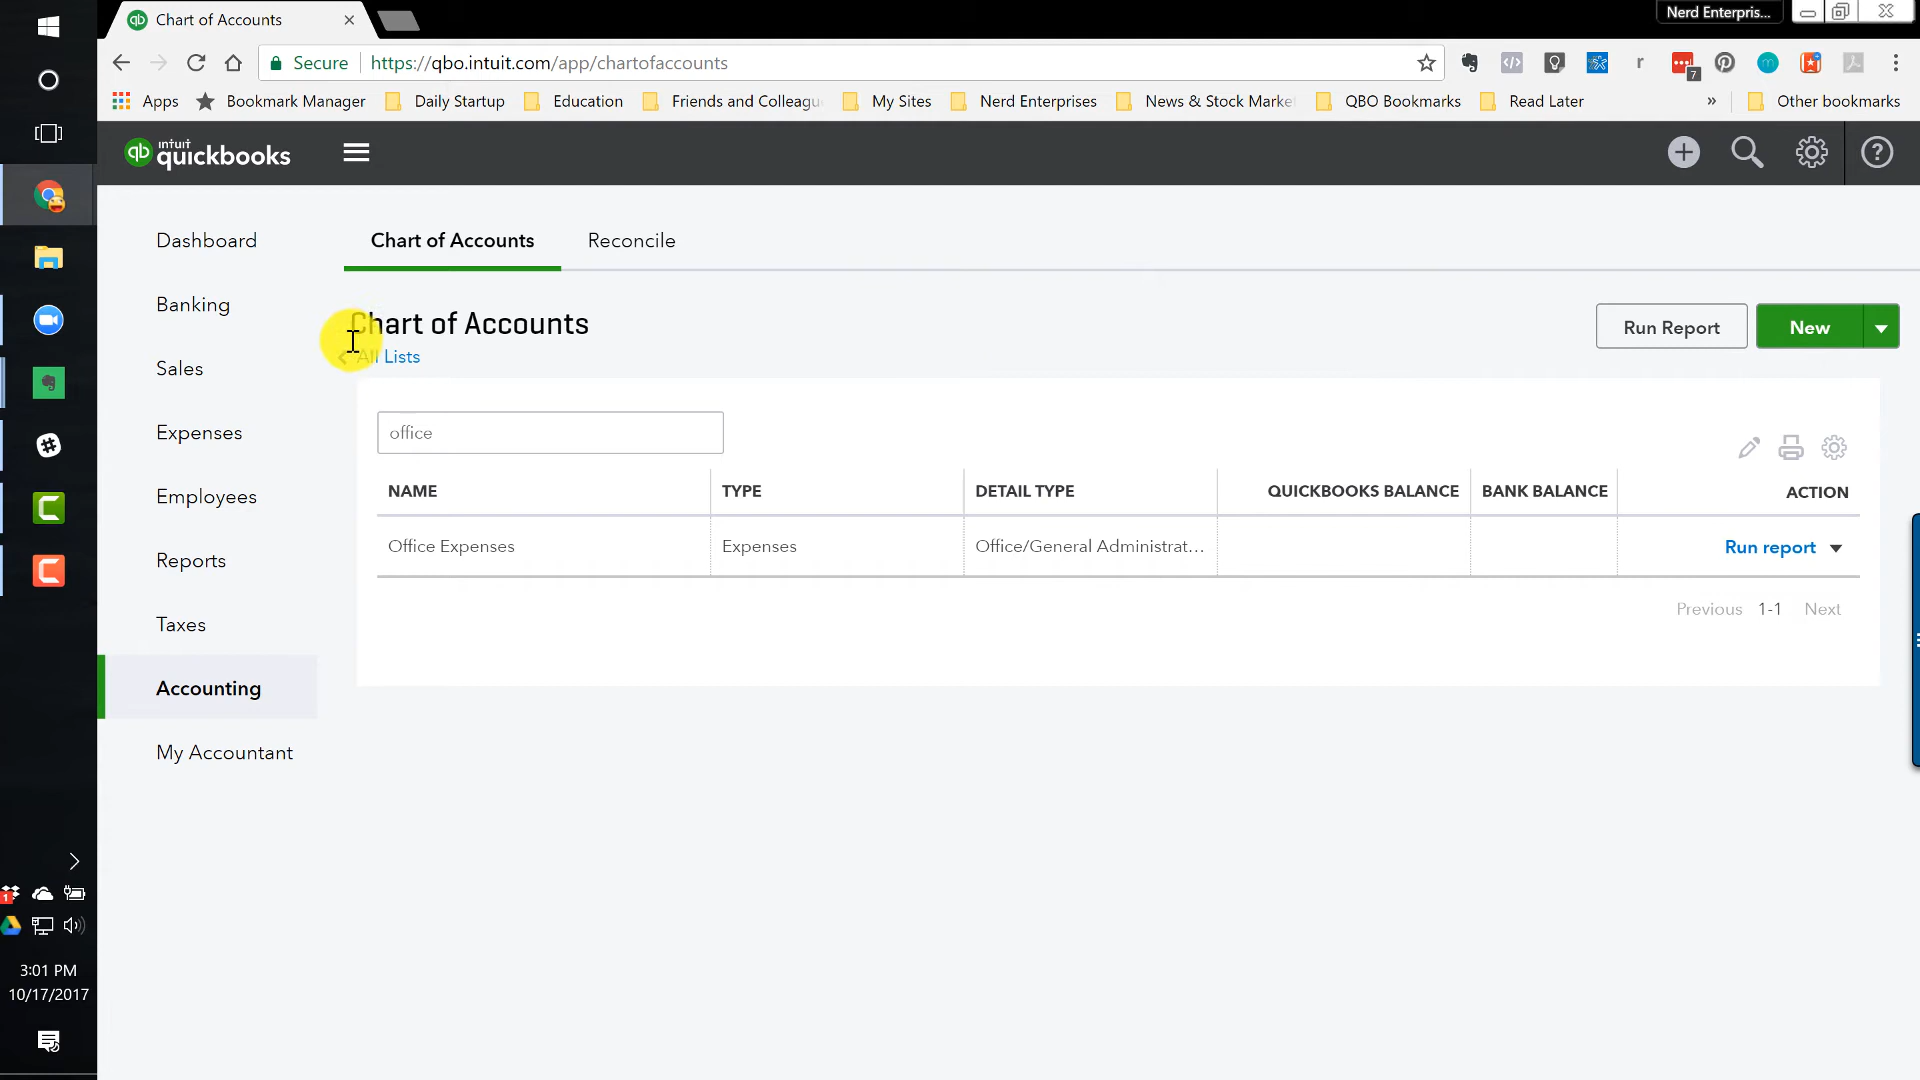 Chart of Accounts
Nerd Enterpris...
Secure
https://qbo.intuit.com/app/chartofaccounts
7
Apps
Bookmark Manager
Daily Startup
Education
Friends and Colleagu
My Sites
Nerd Enterprises
News & Stock Marke
QBO Bookmarks
Read Later
»
Other bookmarks
intuit
quickbooks
Dashboard
Banking
Sales
Expenses
Employees
Reports
Taxes
Accounting
My Accountant
Chart of Accounts
Reconcile
Chart of Accounts
All Lists
Run Report
New
office
NAME
TYPE
DETAIL TYPE
QUICKBOOKS BALANCE
BANK BALANCE
ACTION
Office Expenses
Expenses
Office/General Administrat...
Run report
Previous
1-1
Next
1
3:01 PM
10/17/2017